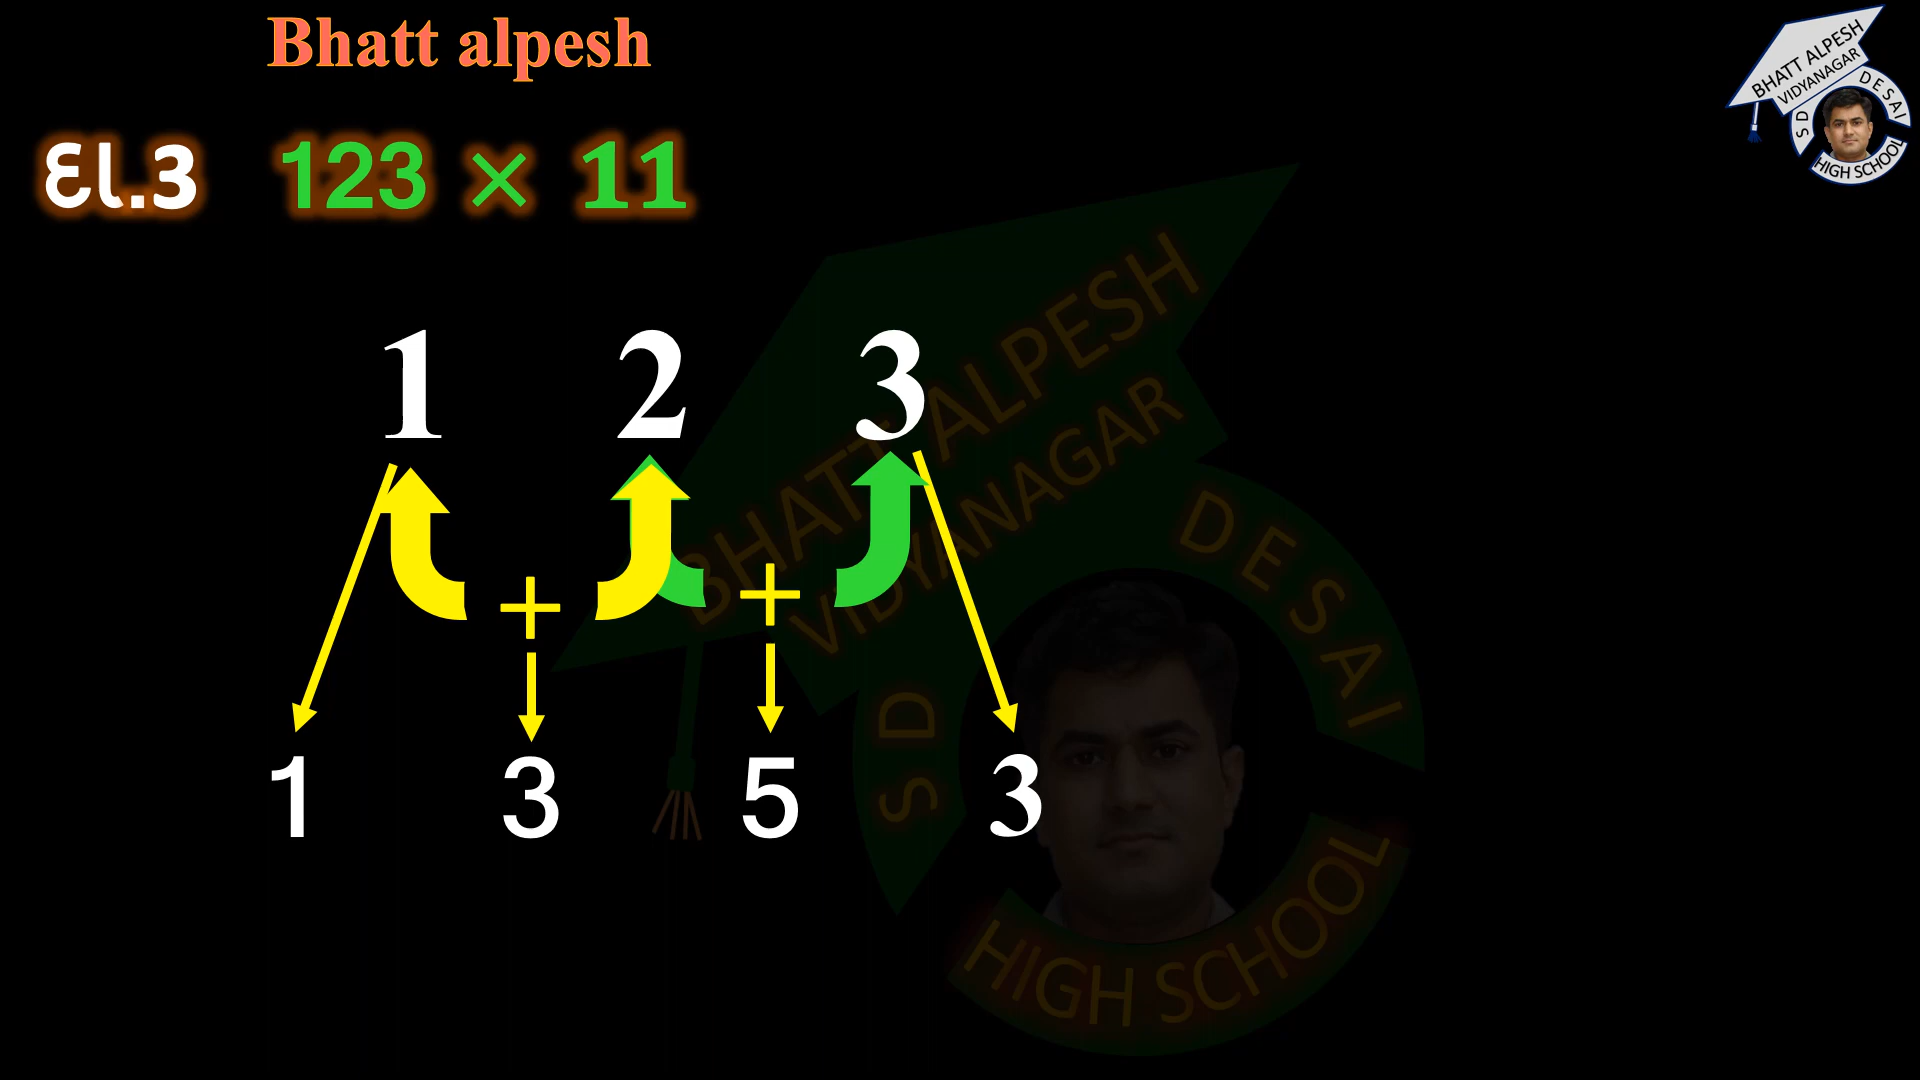 Bhatt alpesh
BHATT ALPESH
VIDYANAGAR
S D DESAI
HIGH SCHOOL
દા.3 123 × 11
1 2 3
+ +
1 3 5 3
BHATT ALPESH
VIDYANAGAR
S D DESAI
HIGH SCHOOL